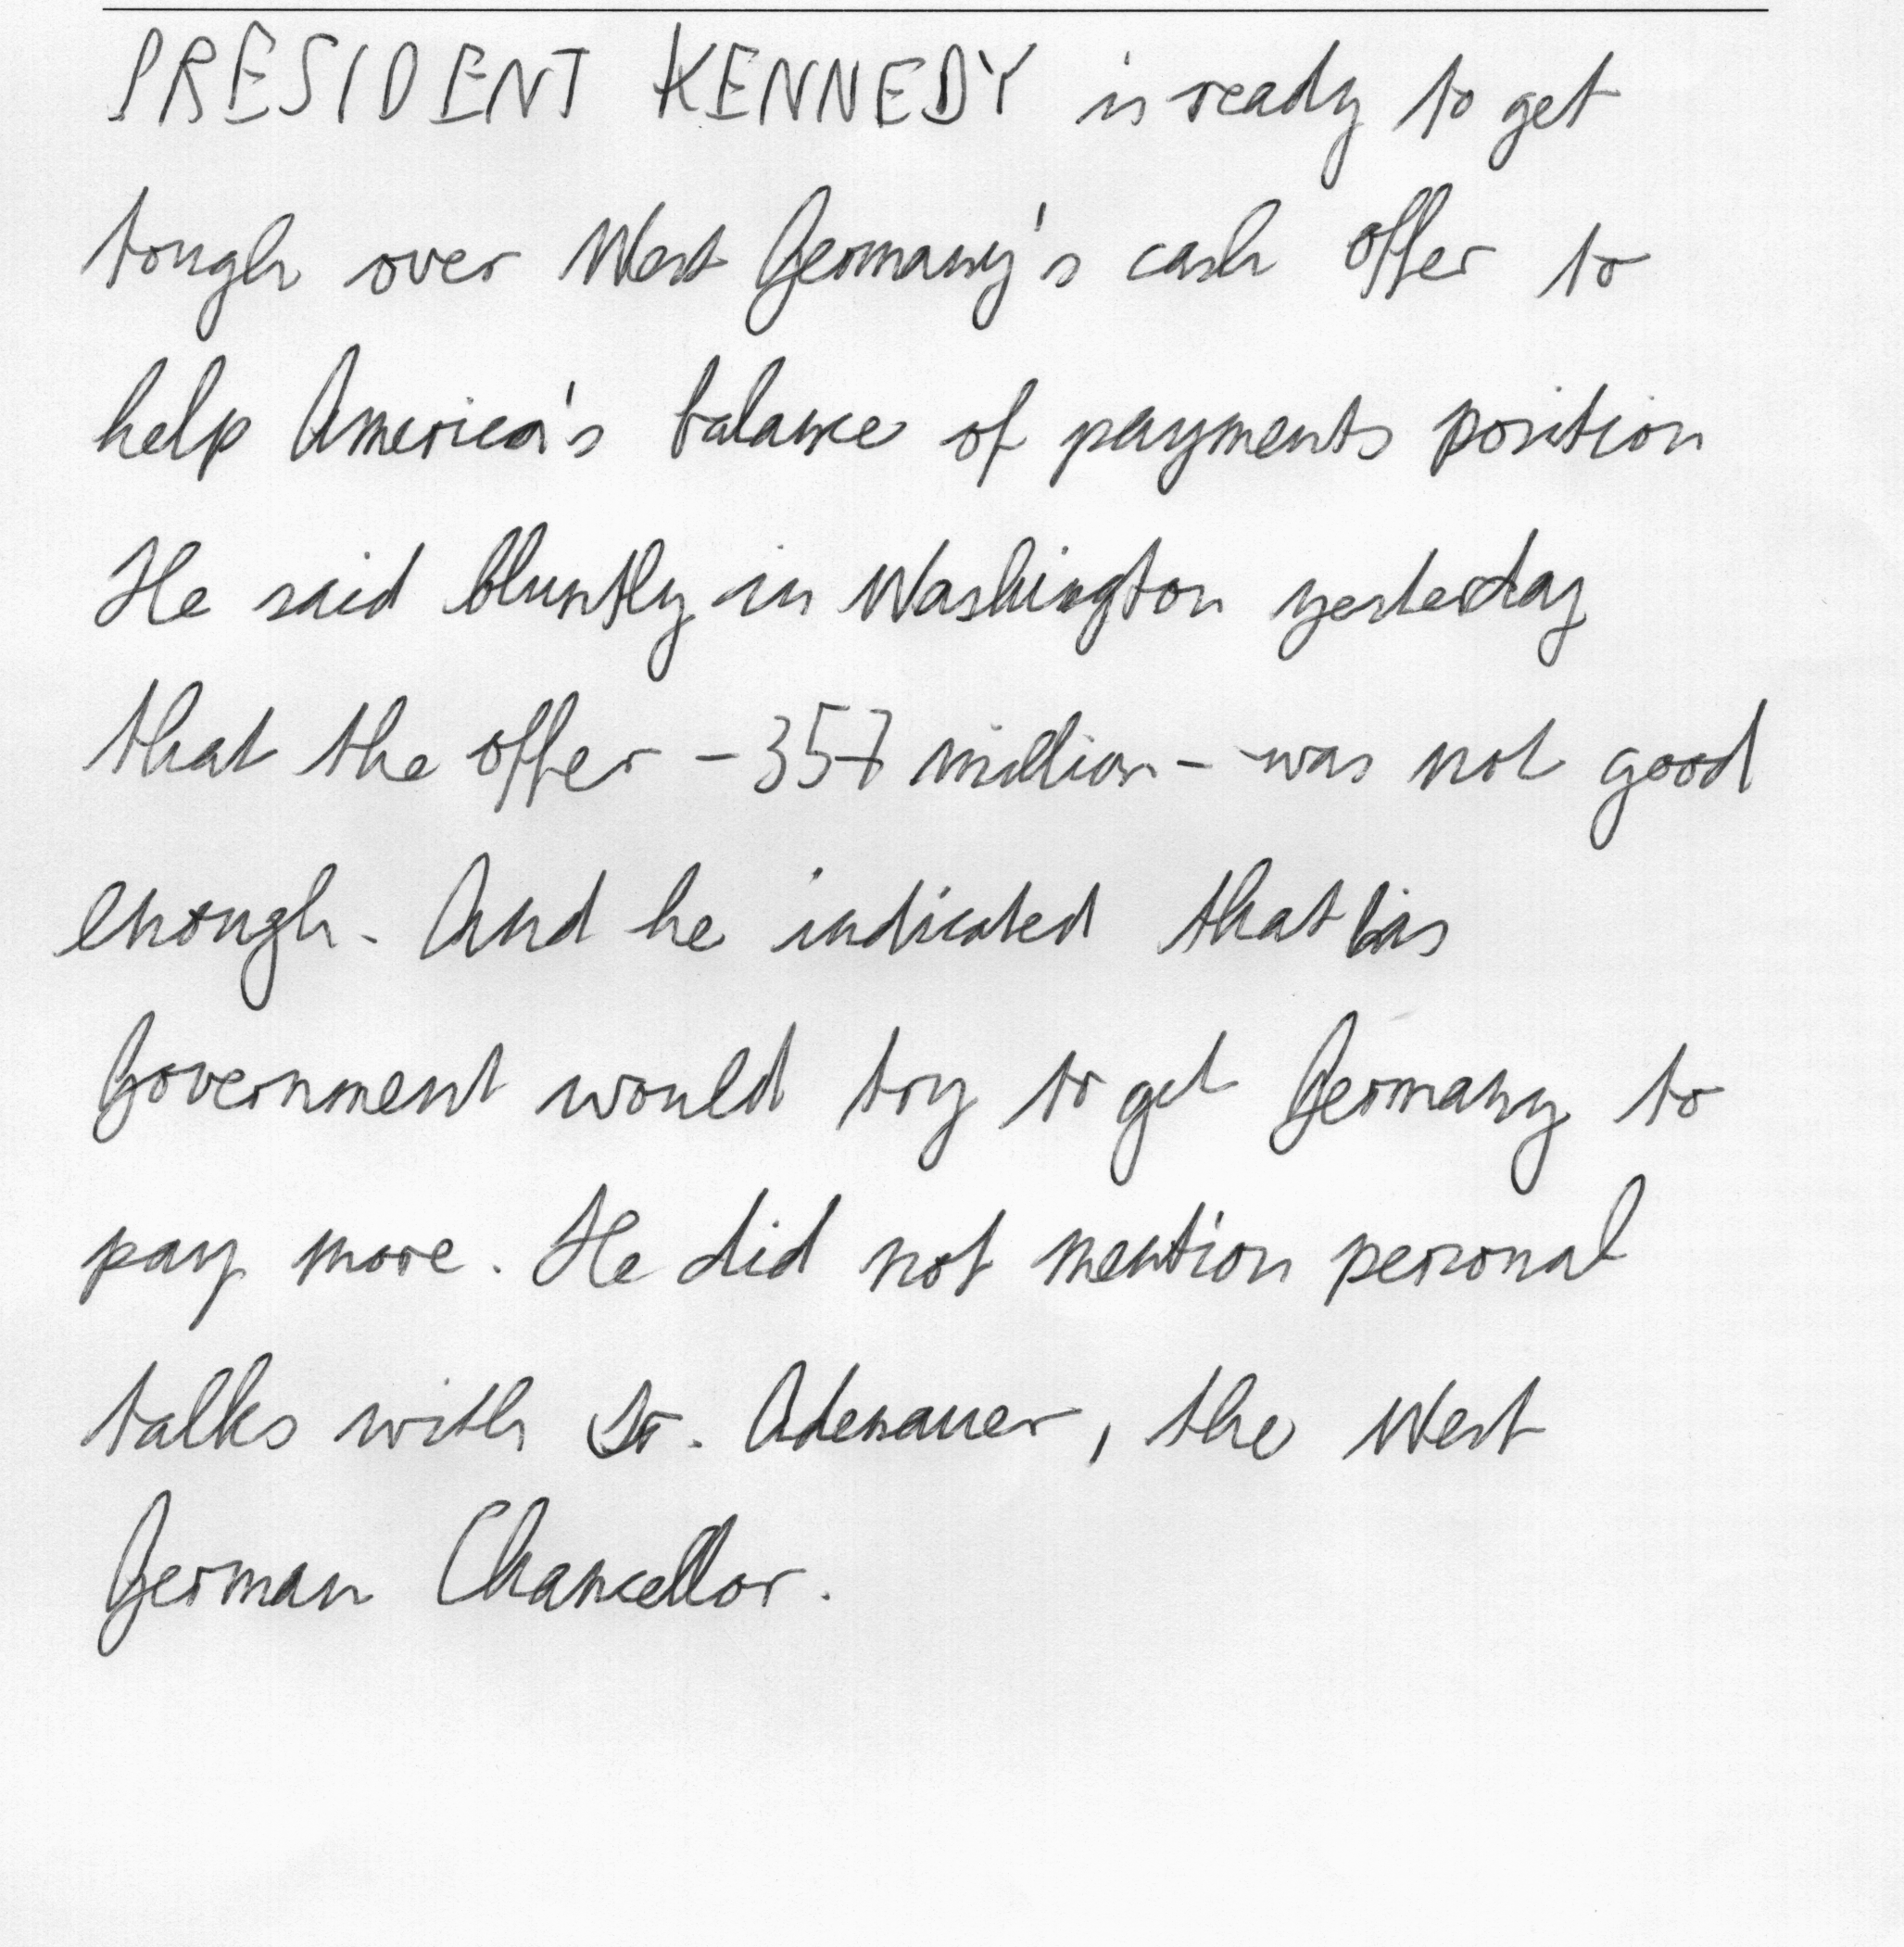 PRESIDENT KENNEDY is ready to get
tough over West Germany's cash offer to
help America's balance of payments position
He said bluntly in Washington yesterday
that the offer - 357 million - was not good
enough. And he indicated that his
Government would try to get Germany to
pay more. He did not mention personal
talks with Dr. Adenauer, the West
German Chancellor.